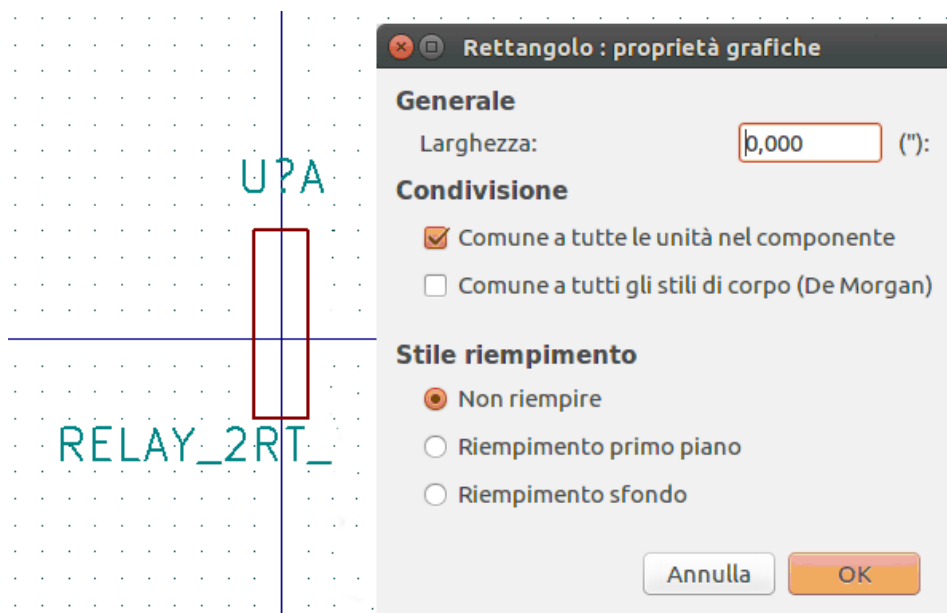 U?A
RELAY_2RT_
Rettangolo : proprietà grafiche
Generale
Larghezza: 0,000 ("):
Condivisione
Comune a tutte le unità nel componente
Comune a tutti gli stili di corpo (De Morgan)
Stile riempimento
Non riempire
Riempimento primo piano
Riempimento sfondo
Annulla OK